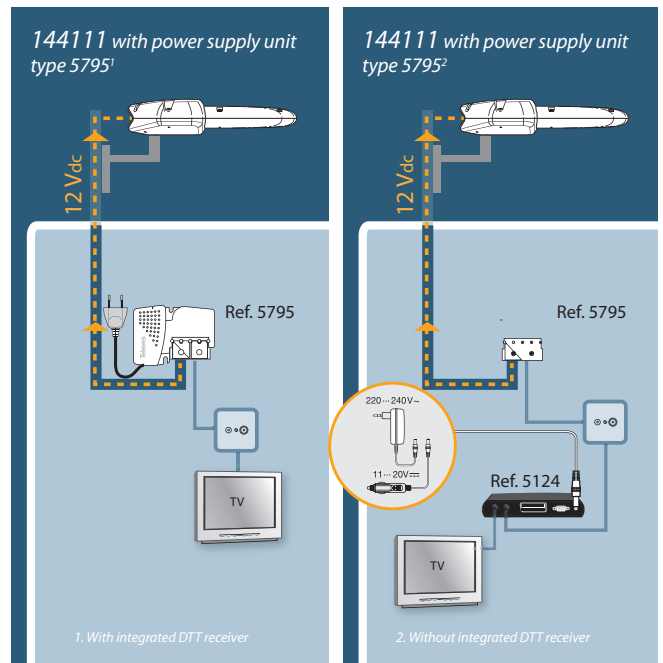 144111 with power supply unit
type 5795¹
12 Vdc
Ref. 5795
Televes
TV
1. With integrated DTT receiver
144111 with power supply unit
type 5795²
12 Vdc
Ref. 5795
220 ··· 240V~
11 ··· 20V⎓
Ref. 5124
TV
2. Without integrated DTT receiver